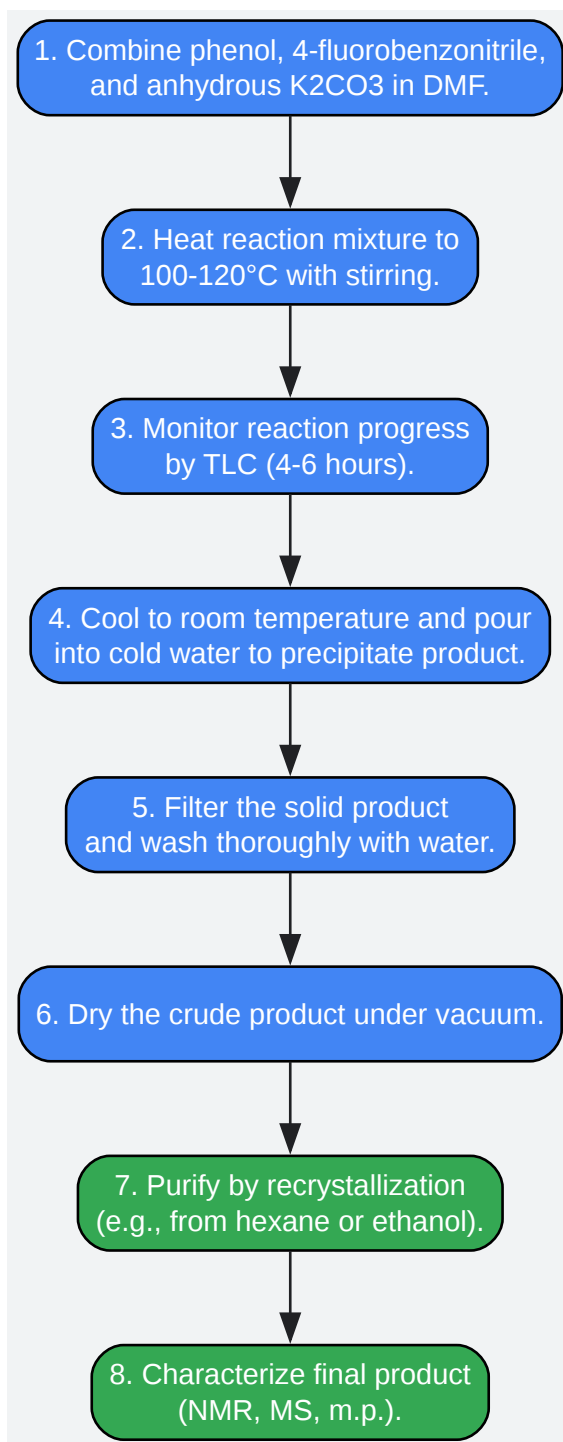 1. Combine phenol, 4-fluorobenzonitrile,
and anhydrous K2CO3 in DMF.
2. Heat reaction mixture to
100-120°C with stirring.
3. Monitor reaction progress
by TLC (4-6 hours).
4. Cool to room temperature and pour
into cold water to precipitate product.
5. Filter the solid product
and wash thoroughly with water.
6. Dry the crude product under vacuum.
7. Purify by recrystallization
(e.g., from hexane or ethanol).
8. Characterize final product
(NMR, MS, m.p.).